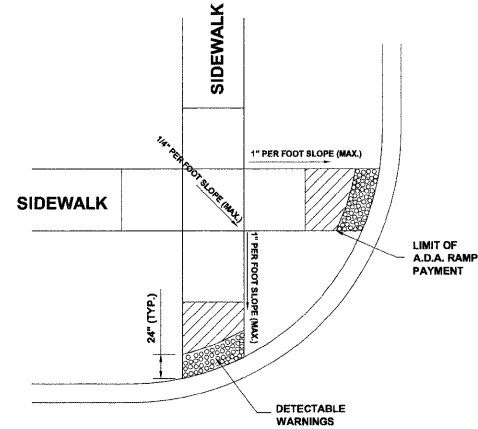 SIDEWALK
1/4" PER FOOT SLOPE (MAX.)
1" PER FOOT SLOPE (MAX.)
SIDEWALK
1" PER FOOT SLOPE (MAX.)
LIMIT OF
A.D.A. RAMP
PAYMENT
24" (TYP.)
DETECTABLE
WARNINGS